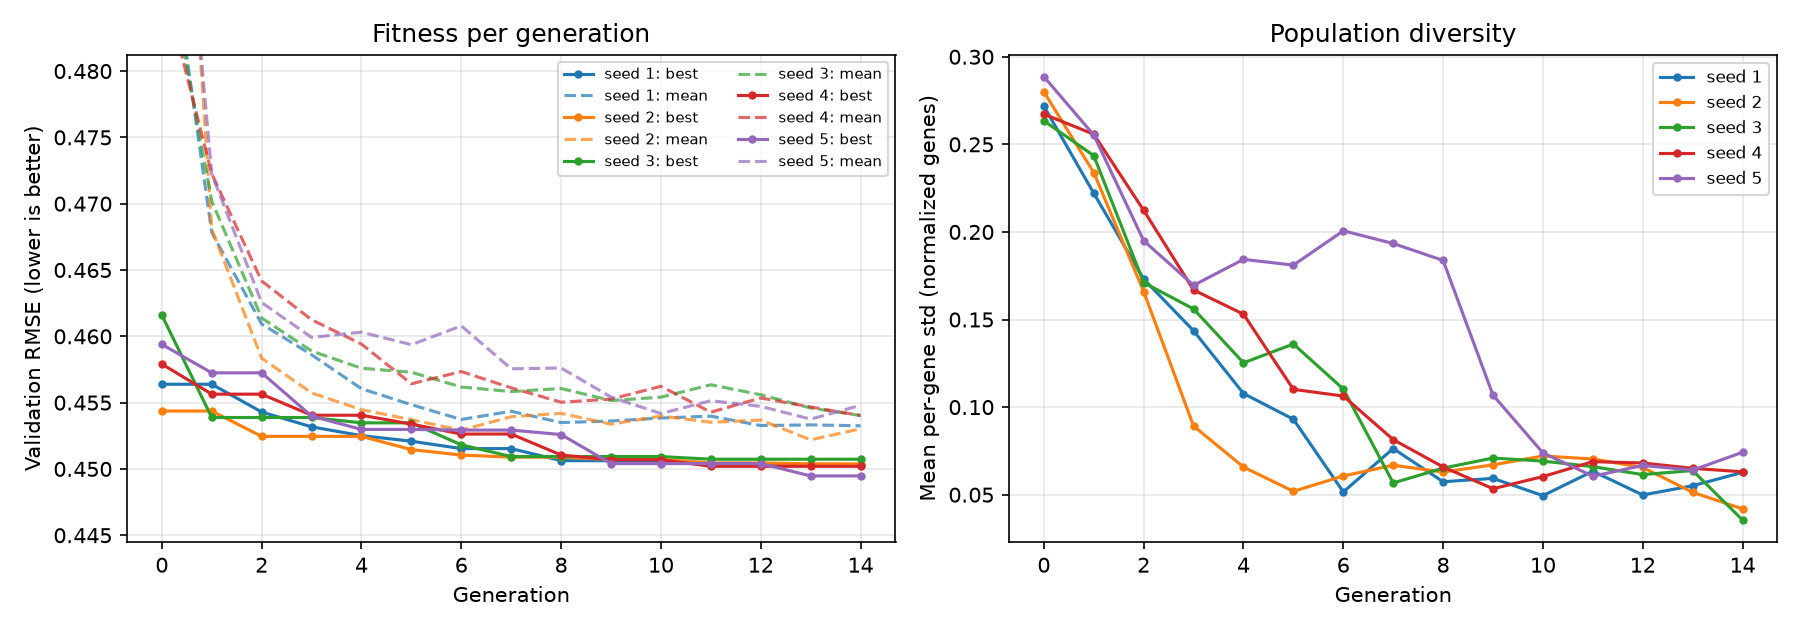 Fitness per generation
Validation RMSE (lower is better)
0.480
0.475
0.470
0.465
0.460
0.455
0.450
0.445
seed 1: best
seed 1: mean
seed 2: best
seed 2: mean
seed 3: best
seed 3: mean
seed 4: best
seed 4: mean
seed 5: best
seed 5: mean
0 2 4 6 8 10 12 14
Generation
Population diversity
Mean per-gene std (normalized genes)
0.30
0.25
0.20
0.15
0.10
0.05
seed 1
seed 2
seed 3
seed 4
seed 5
0 2 4 6 8 10 12 14
Generation